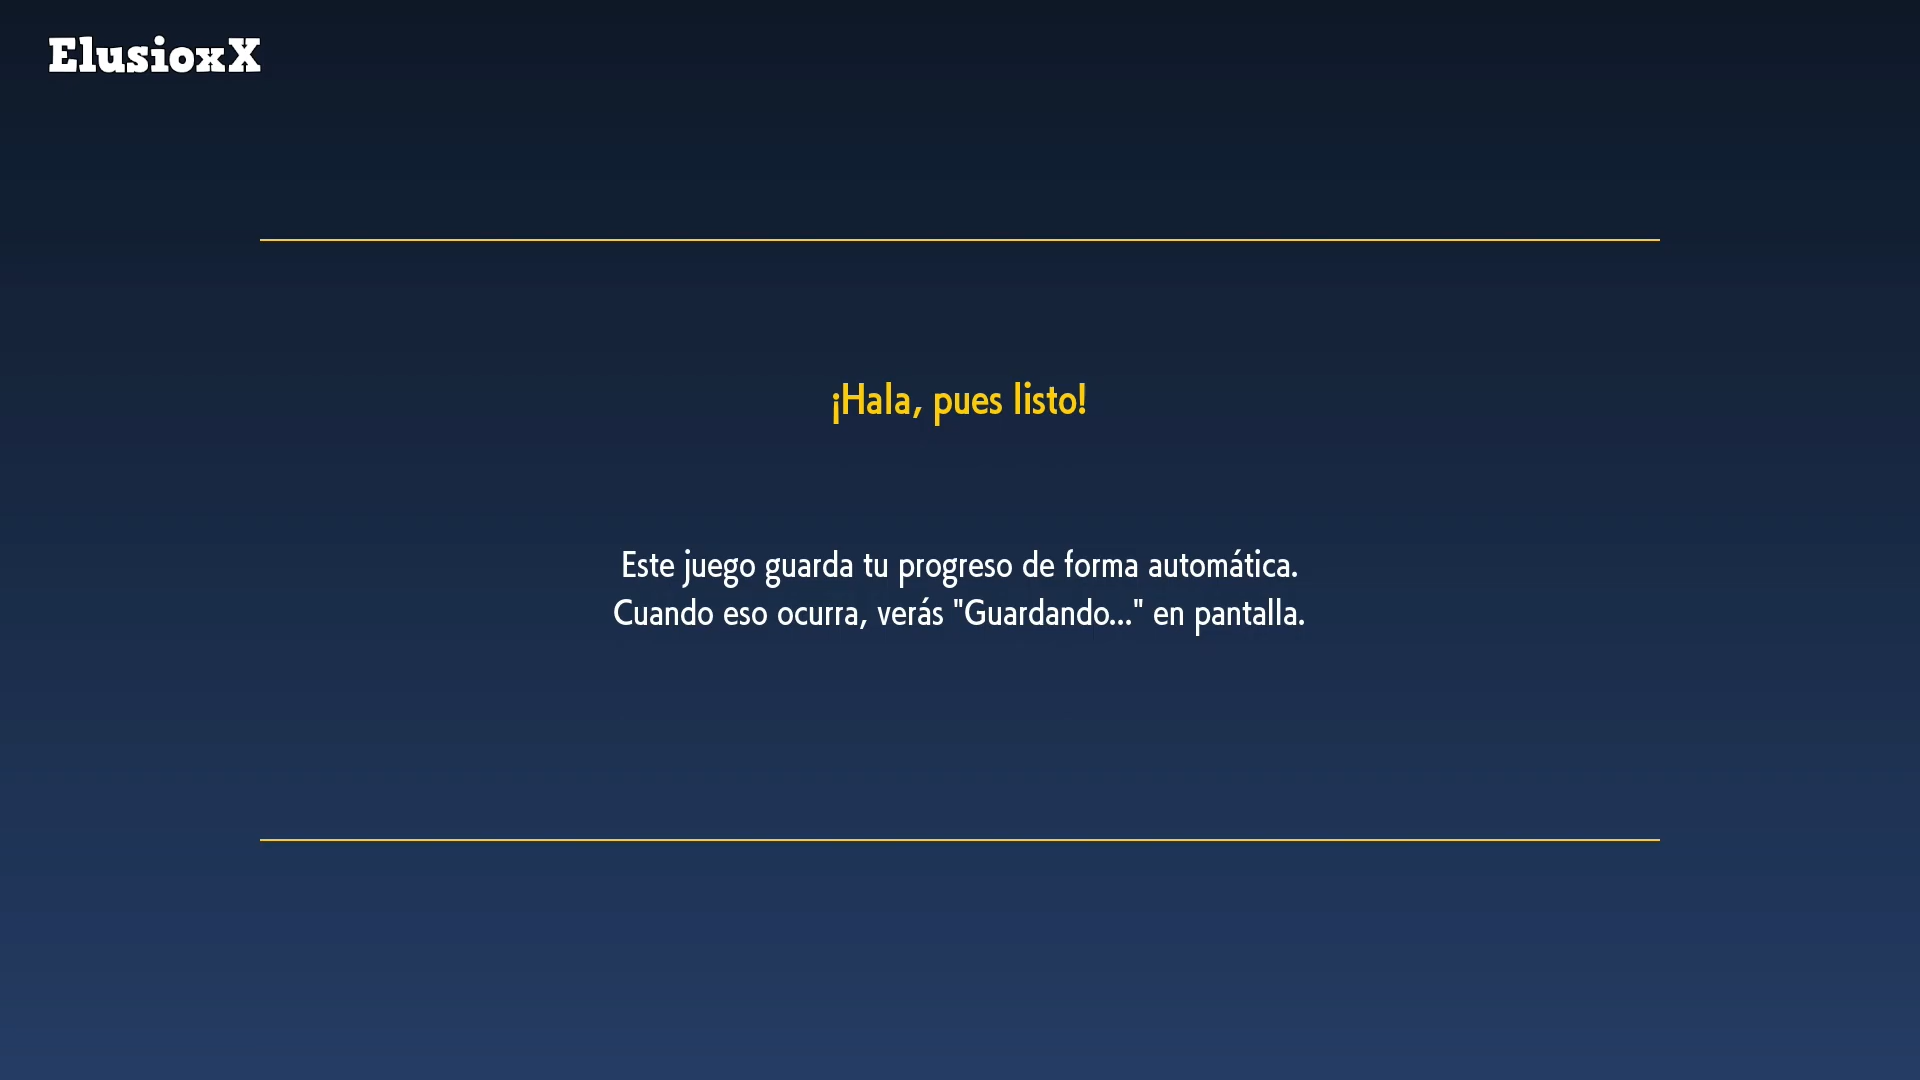 ElusioxX
¡Hala, pues listo!
Este juego guarda tu progreso de forma automática.
Cuando eso ocurra, verás "Guardando..." en pantalla.